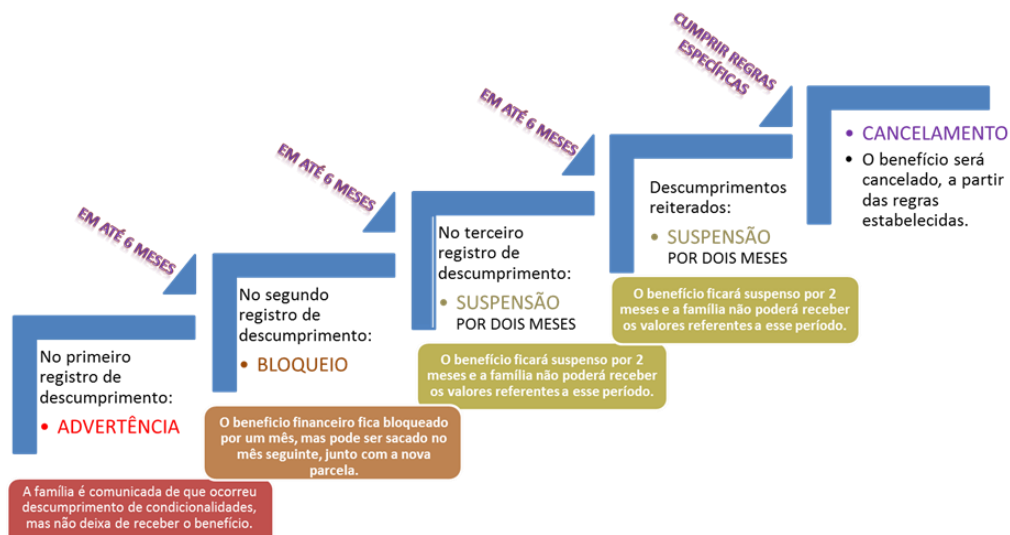 No primeiro
registro de
descumprimento:
• ADVERTÊNCIA
A família é comunicada de que ocorreu
descumprimento de condicionalidades,
mas não deixa de receber o benefício.
EM ATÉ 6 MESES
No segundo
registro de
descumprimento:
• BLOQUEIO
O beneficio financeiro fica bloqueado
por um mês, mas pode ser sacado no
mês seguinte, junto com a nova
parcela.
EM ATÉ 6 MESES
No terceiro
registro de
descumprimento:
• SUSPENSÃO
POR DOIS MESES
O benefício ficará suspenso por 2
meses e a família não poderá receber
os valores referentes a esse período.
EM ATÉ 6 MESES
Descumprimentos
reiterados:
• SUSPENSÃO
POR DOIS MESES
O benefício ficará suspenso por 2
meses e a família não poderá receber
os valores referentes a esse período.
CUMPRIR REGRAS
ESPECÍFICAS
• CANCELAMENTO
• O benefício será
cancelado, a partir
das regras
estabelecidas.